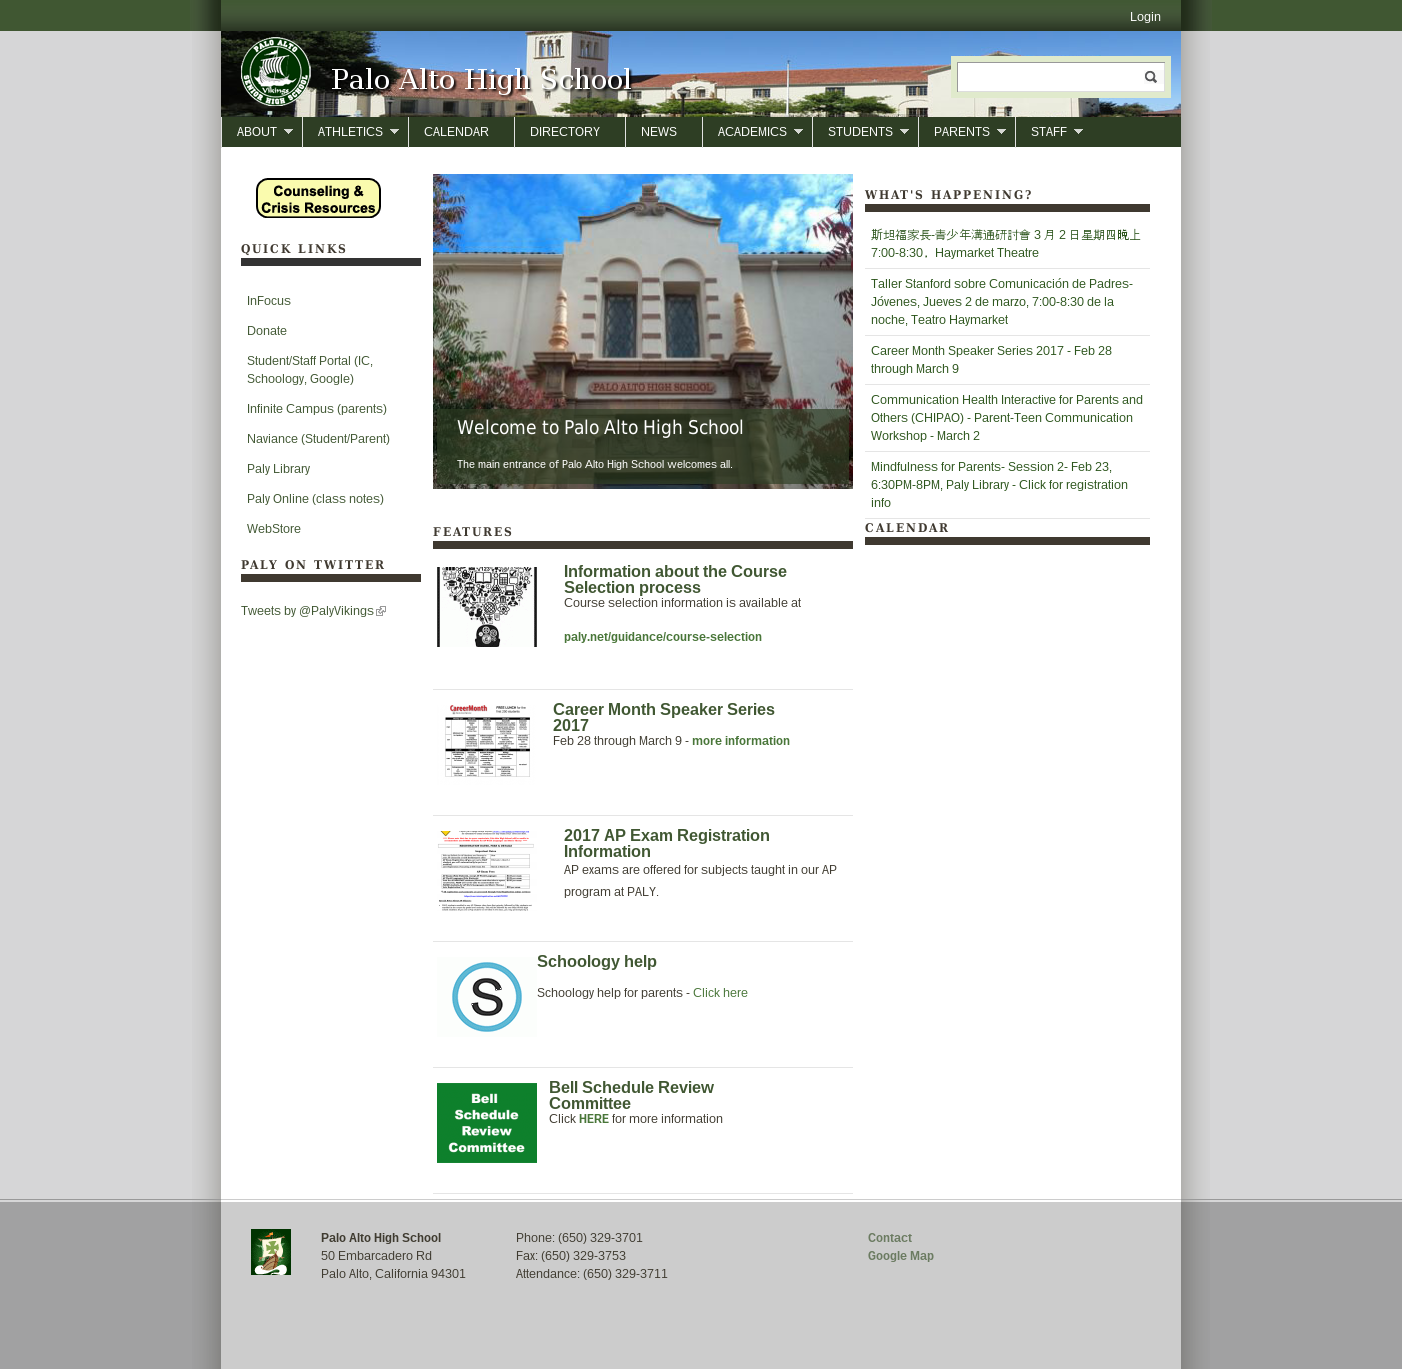 Login
PALO ALTO
Vikings
SENIOR HIGH SCHOOL
Palo Alto High School
ABOUT
ATHLETICS
CALENDAR
DIRECTORY
NEWS
ACADEMICS
STUDENTS
PARENTS
STAFF
Counseling &
Crisis Resources
QUICK LINKS
InFocus
Donate
Student/Staff Portal (IC,
Schoology, Google)
Infinite Campus (parents)
Naviance (Student/Parent)
Paly Library
Paly Online (class notes)
WebStore
PALY ON TWITTER
Tweets by @PalyVikings
PALO ALTO HIGH SCHOOL
Welcome to Palo Alto High School
The main entrance of Palo Alto High School welcomes all.
FEATURES
Information about the Course
Selection process
Course selection information is available at
paly.net/guidance/course-selection
CareerMonth
FREE LUNCH
Career Month Speaker Series
2017
Feb 28 through March 9 - more information
2017 AP Exam Registration
Information
AP exams are offered for subjects taught in our AP
program at PALY.
S
Schoology help
Schoology help for parents - Click here
Bell
Schedule
Review
Committee
Bell Schedule Review
Committee
Click HERE for more information
WHAT'S HAPPENING?
斯坦福家長-青少年溝通研討會 3 月 2 日星期四晚上
7:00-8:30，Haymarket Theatre
Taller Stanford sobre Comunicación de Padres-
Jóvenes, Jueves 2 de marzo, 7:00-8:30 de la
noche, Teatro Haymarket
Career Month Speaker Series 2017 - Feb 28
through March 9
Communication Health Interactive for Parents and
Others (CHIPAO) - Parent-Teen Communication
Workshop - March 2
Mindfulness for Parents- Session 2- Feb 23,
6:30PM-8PM, Paly Library - Click for registration
info
CALENDAR
Palo Alto High School
50 Embarcadero Rd
Palo Alto, California 94301
Phone: (650) 329-3701
Fax: (650) 329-3753
Attendance: (650) 329-3711
Contact
Google Map